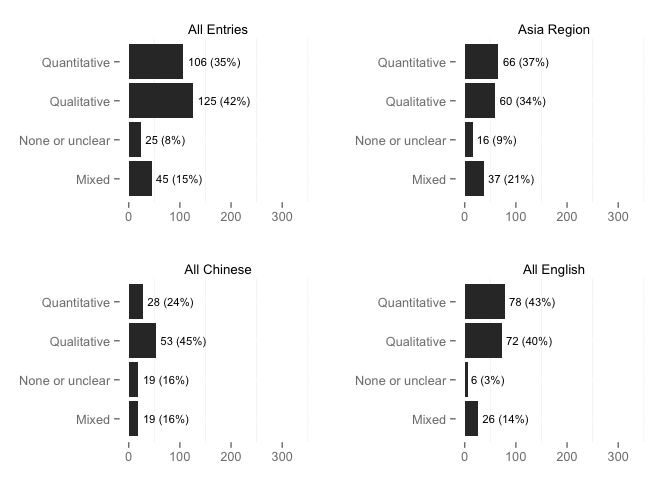 All Entries
Quantitative 106 (35%)
Qualitative 125 (42%)
None or unclear 25 (8%)
Mixed 45 (15%)
0 100 200 300
Asia Region
Quantitative 66 (37%)
Qualitative 60 (34%)
None or unclear 16 (9%)
Mixed 37 (21%)
0 100 200 300
All Chinese
Quantitative 28 (24%)
Qualitative 53 (45%)
None or unclear 19 (16%)
Mixed 19 (16%)
0 100 200 300
All English
Quantitative 78 (43%)
Qualitative 72 (40%)
None or unclear 6 (3%)
Mixed 26 (14%)
0 100 200 300